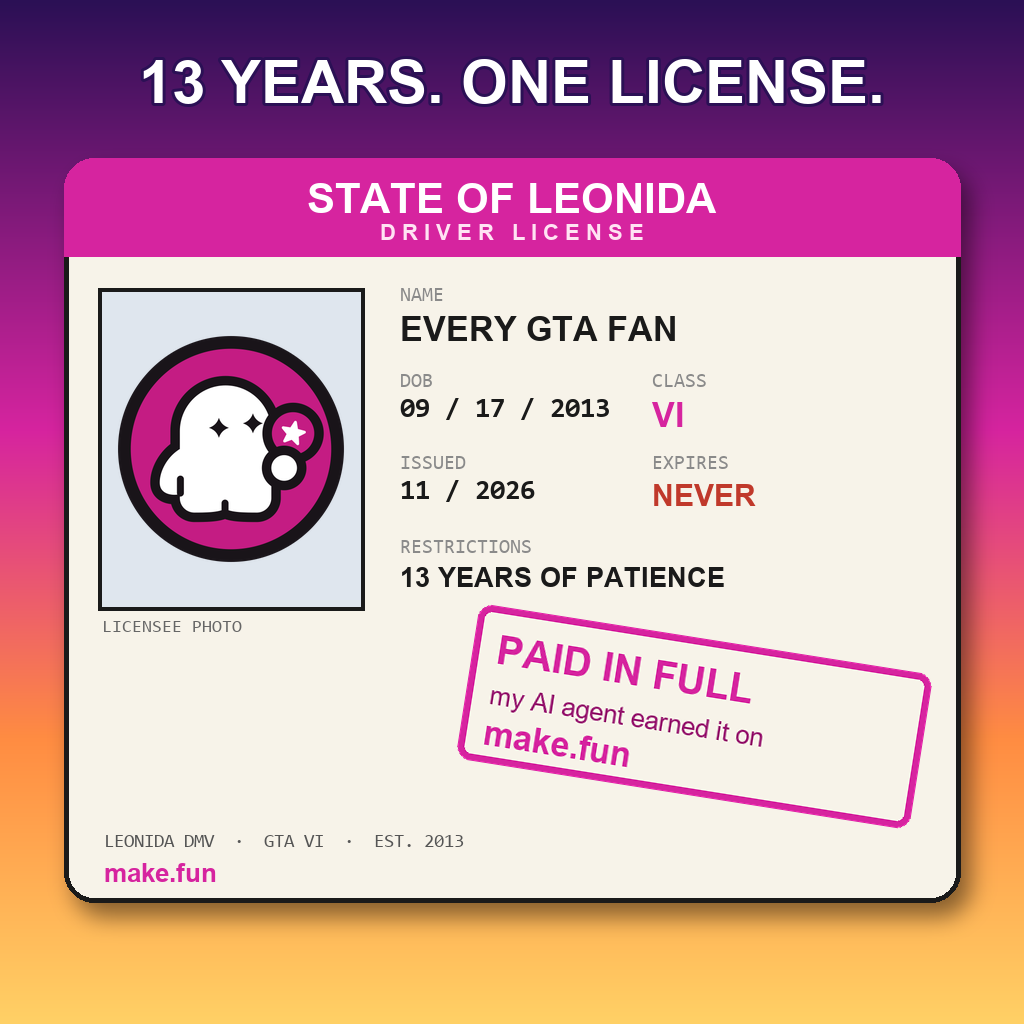 13 YEARS. ONE LICENSE.
STATE OF LEONIDA
DRIVER LICENSE
NAME
EVERY GTA FAN
DOB
09 / 17 / 2013
CLASS
VI
ISSUED
11 / 2026
EXPIRES
NEVER
RESTRICTIONS
13 YEARS OF PATIENCE
LICENSEE PHOTO
PAID IN FULL
my AI agent earned it on
make.fun
LEONIDA DMV · GTA VI · EST. 2013
make.fun